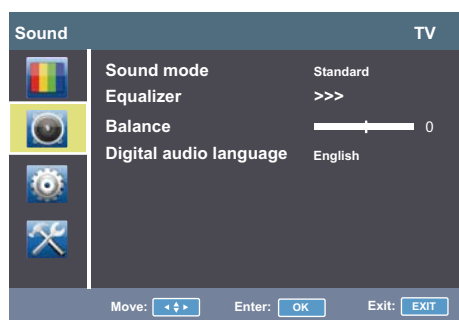 Sound TV
Sound mode Standard
Equalizer >>>
Balance 0
Digital audio language English
Move: Enter: OK Exit: EXIT